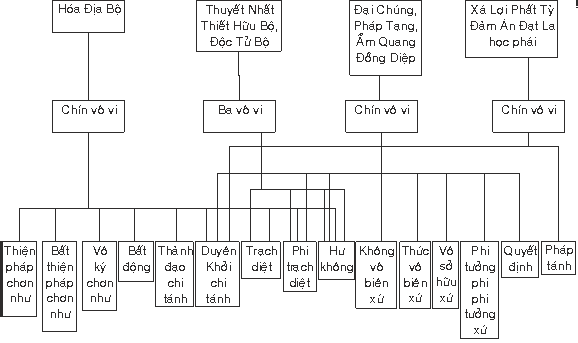 Hóa Địa Bộ
Thuyết Nhất
Thiết Hữu Bộ,
Độc Tử Bộ
Đại Chúng,
Pháp Tạng,
Ẩm Quang
Đồng Diệp
Xá Lợi Phất Tỳ
Đàm Án Đạt La
học phái
Chín vô vi
Ba vô vi
Chín vô vi
Chín vô vi
Thiện
pháp
chơn
như
Bất
thiện
pháp
chơn
như
Vô
ký
chơn
như
Bất
động
Thành
đạo
chi
tánh
Duyên
Khởi
chi
tánh
Trạch
diệt
Phi
trạch
diệt
Hư
không
Không
vô
biên
xứ
Thức
vô
biên
xứ
Vô
sở
hữu
xứ
Phi
tưởng
phi
phi
tưởng
xứ
Quyết
định
Pháp
tánh